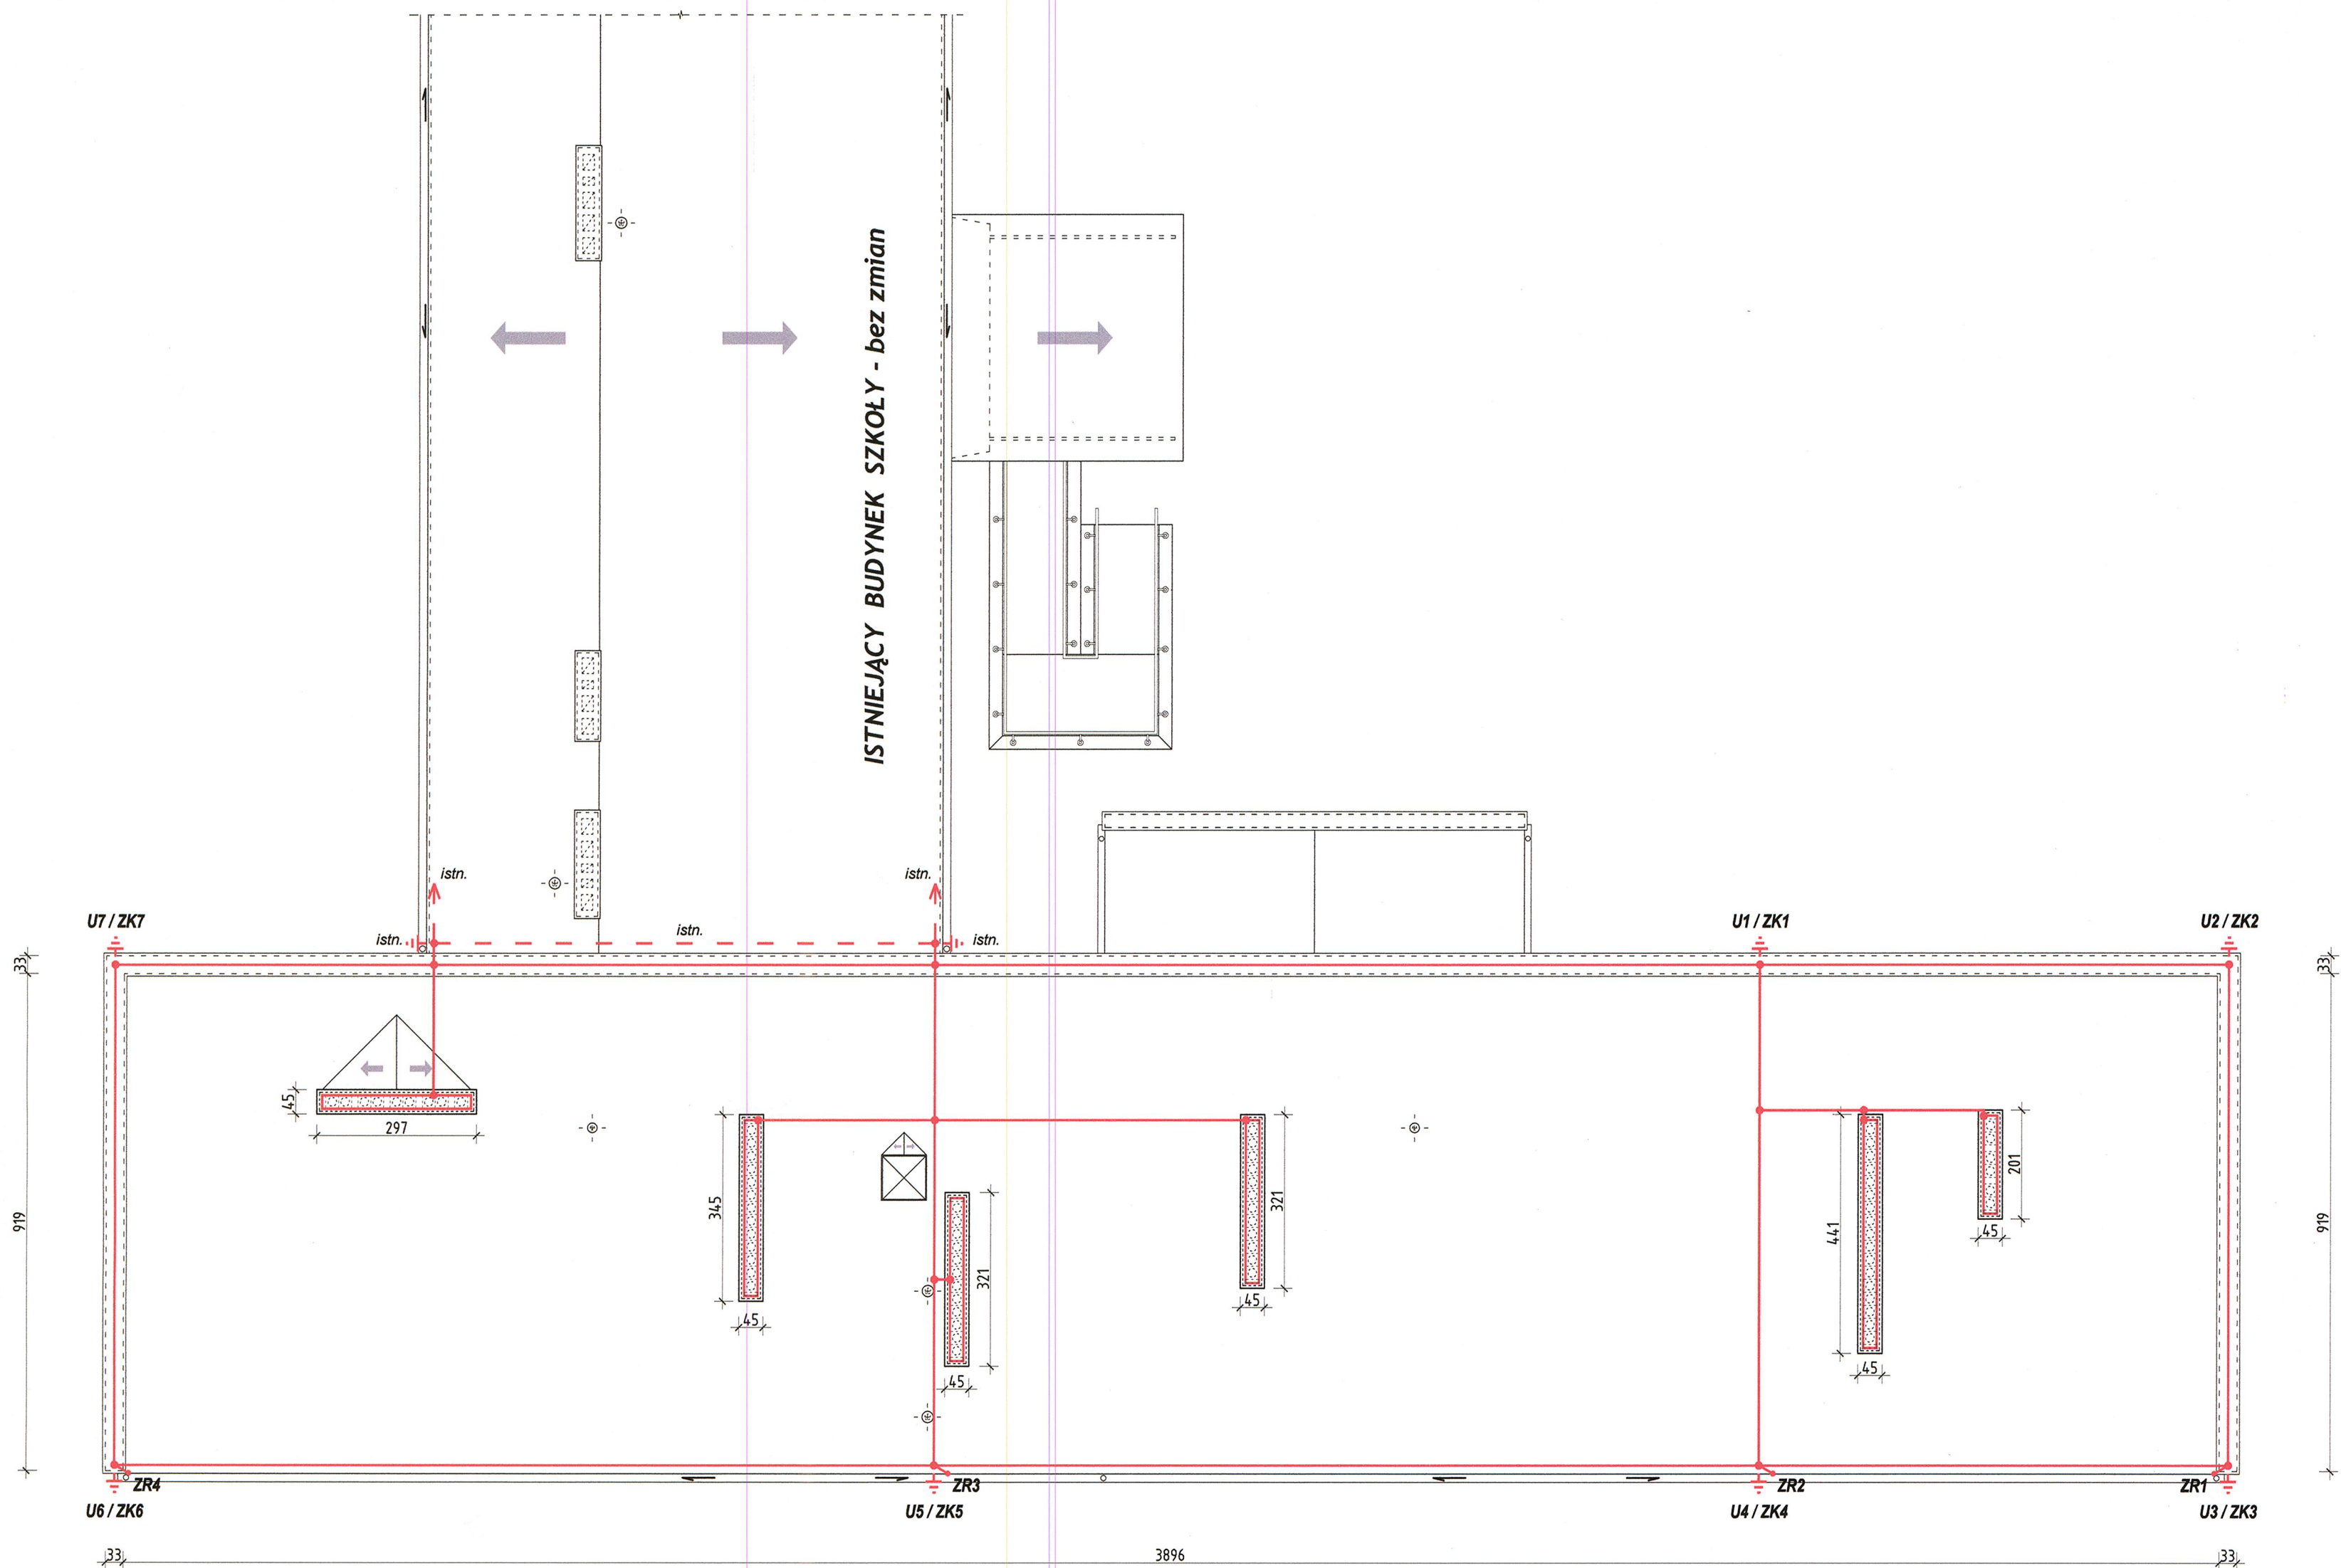 ISTNIEJĄCY BUDYNEK SZKOŁY - bez zmian
istn.
istn.
istn.
istn.
istn.
U7 / ZK7
U1 / ZK1
U2 / ZK2
33
33
45
297
919
345
45
321
45
321
45
441
45
201
45
919
ZR4
ZR3
ZR2
ZR1
U6 / ZK6
U5 / ZK5
U4 / ZK4
U3 / ZK3
33
3896
33